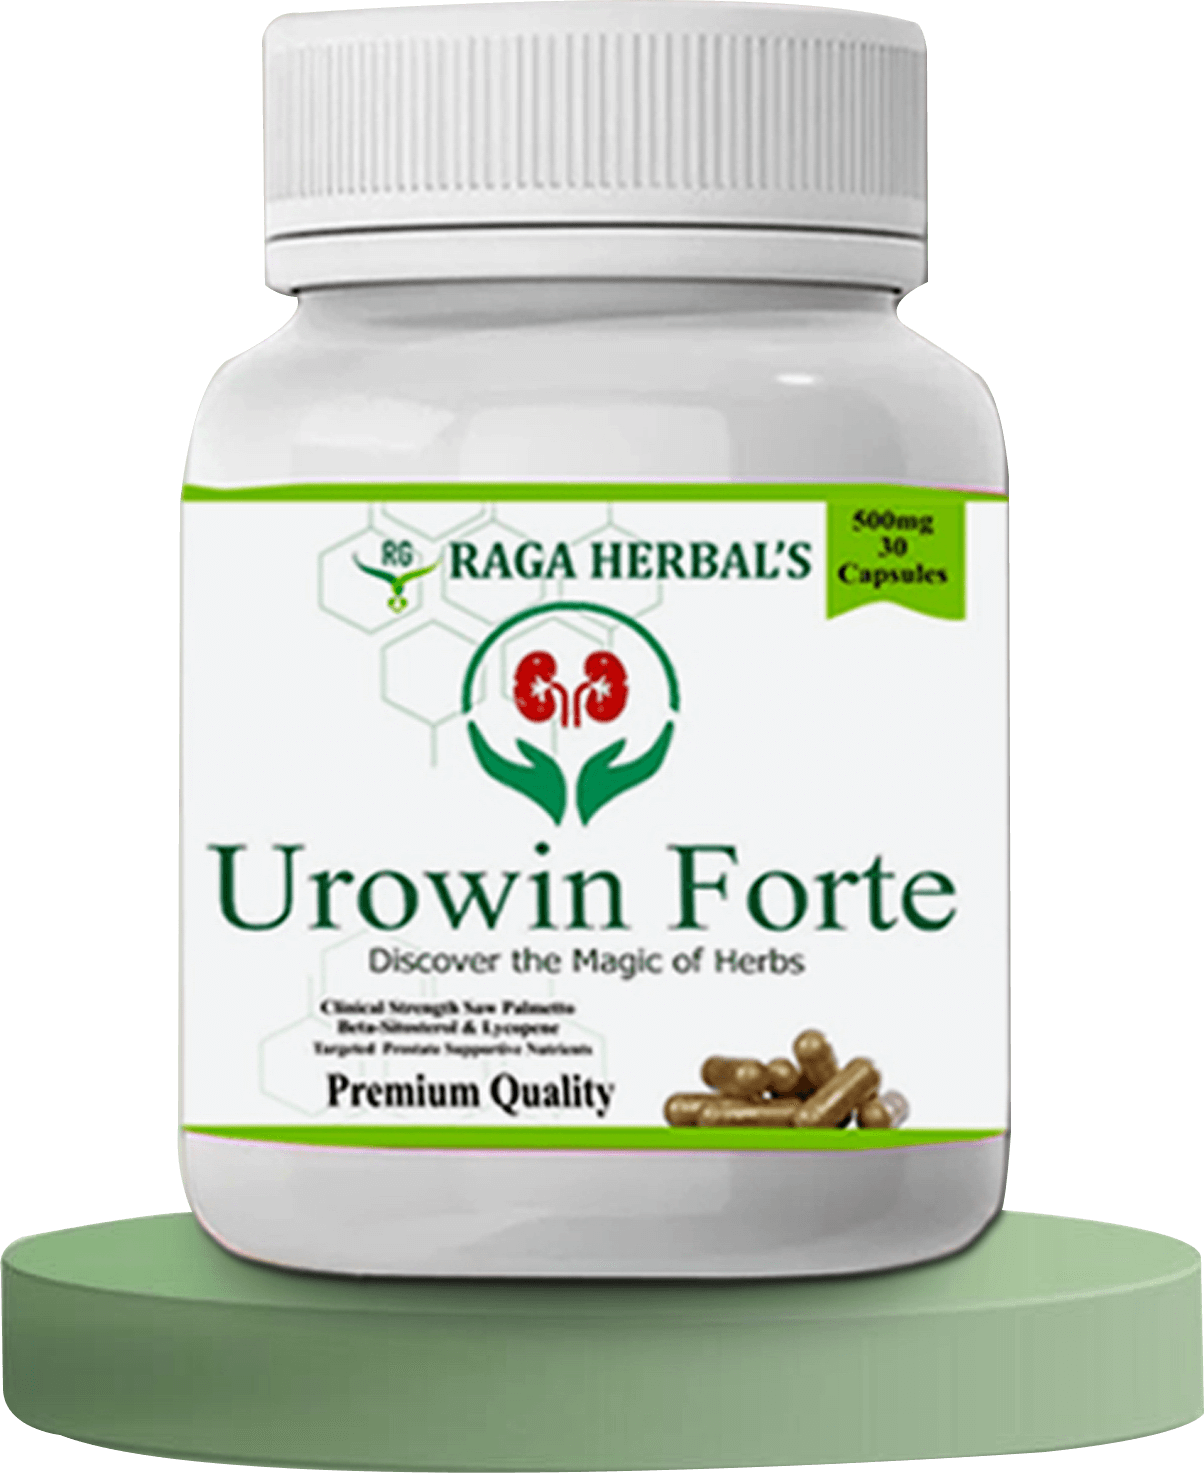 RG RAGA HERBAL'S
500mg
30
Capsules
Urowin Forte
Discover the Magic of Herbs
Clinical Strength Saw Palmetto
Beta-Sitosterol & Lycopene
Targeted Prostate Supportive Nutrients
Premium Quality